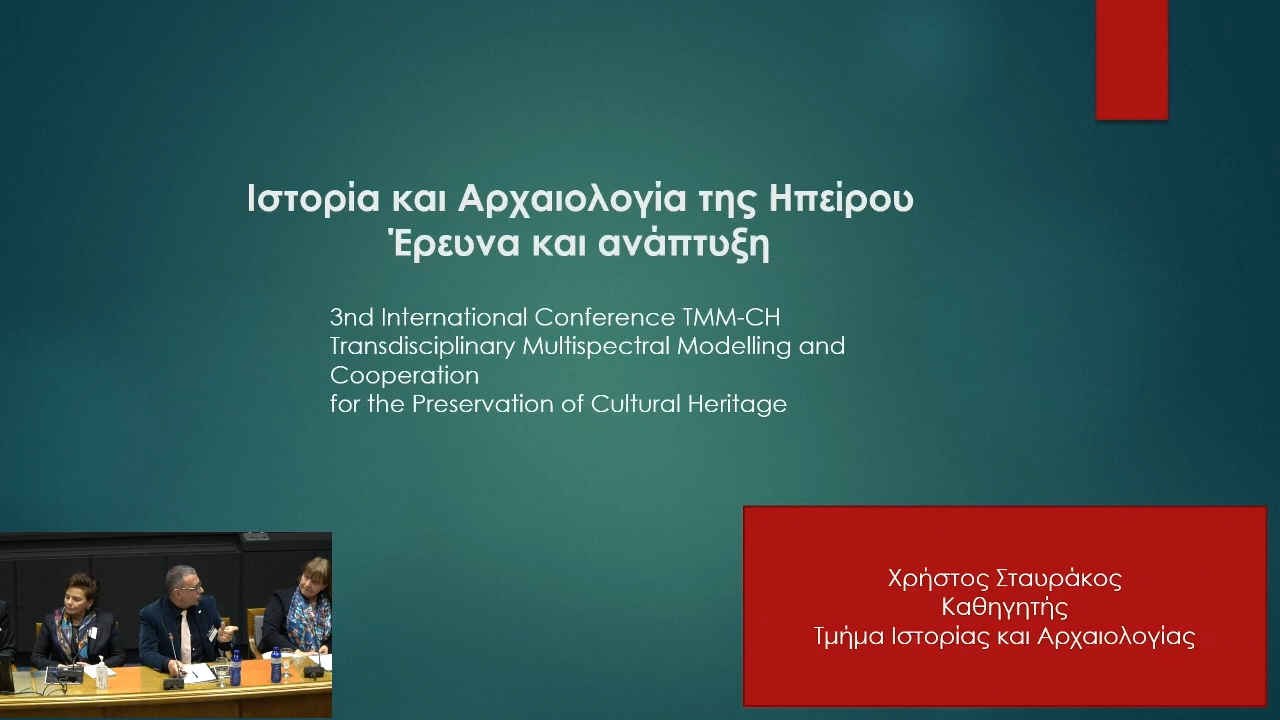 Ιστορία και Αρχαιολογία της Ηπείρου
Έρευνα και ανάπτυξη
3nd International Conference TMM-CH
Transdisciplinary Multispectral Modelling and
Cooperation
for the Preservation of Cultural Heritage
Χρήστος Σταυράκος
Καθηγητής
Τμήμα Ιστορίας και Αρχαιολογίας